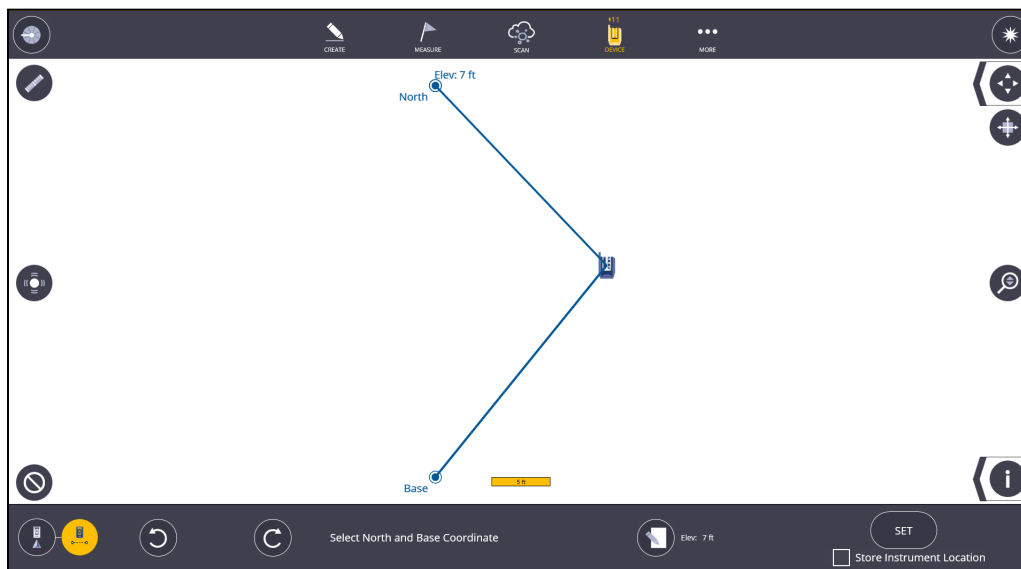 +11
CREATE
MEASURE
SCAN
DEVICE
MORE
Elev: 7 ft
North
Base
5 ft
Select North and Base Coordinate
Elev: 7 ft
SET
Store Instrument Location